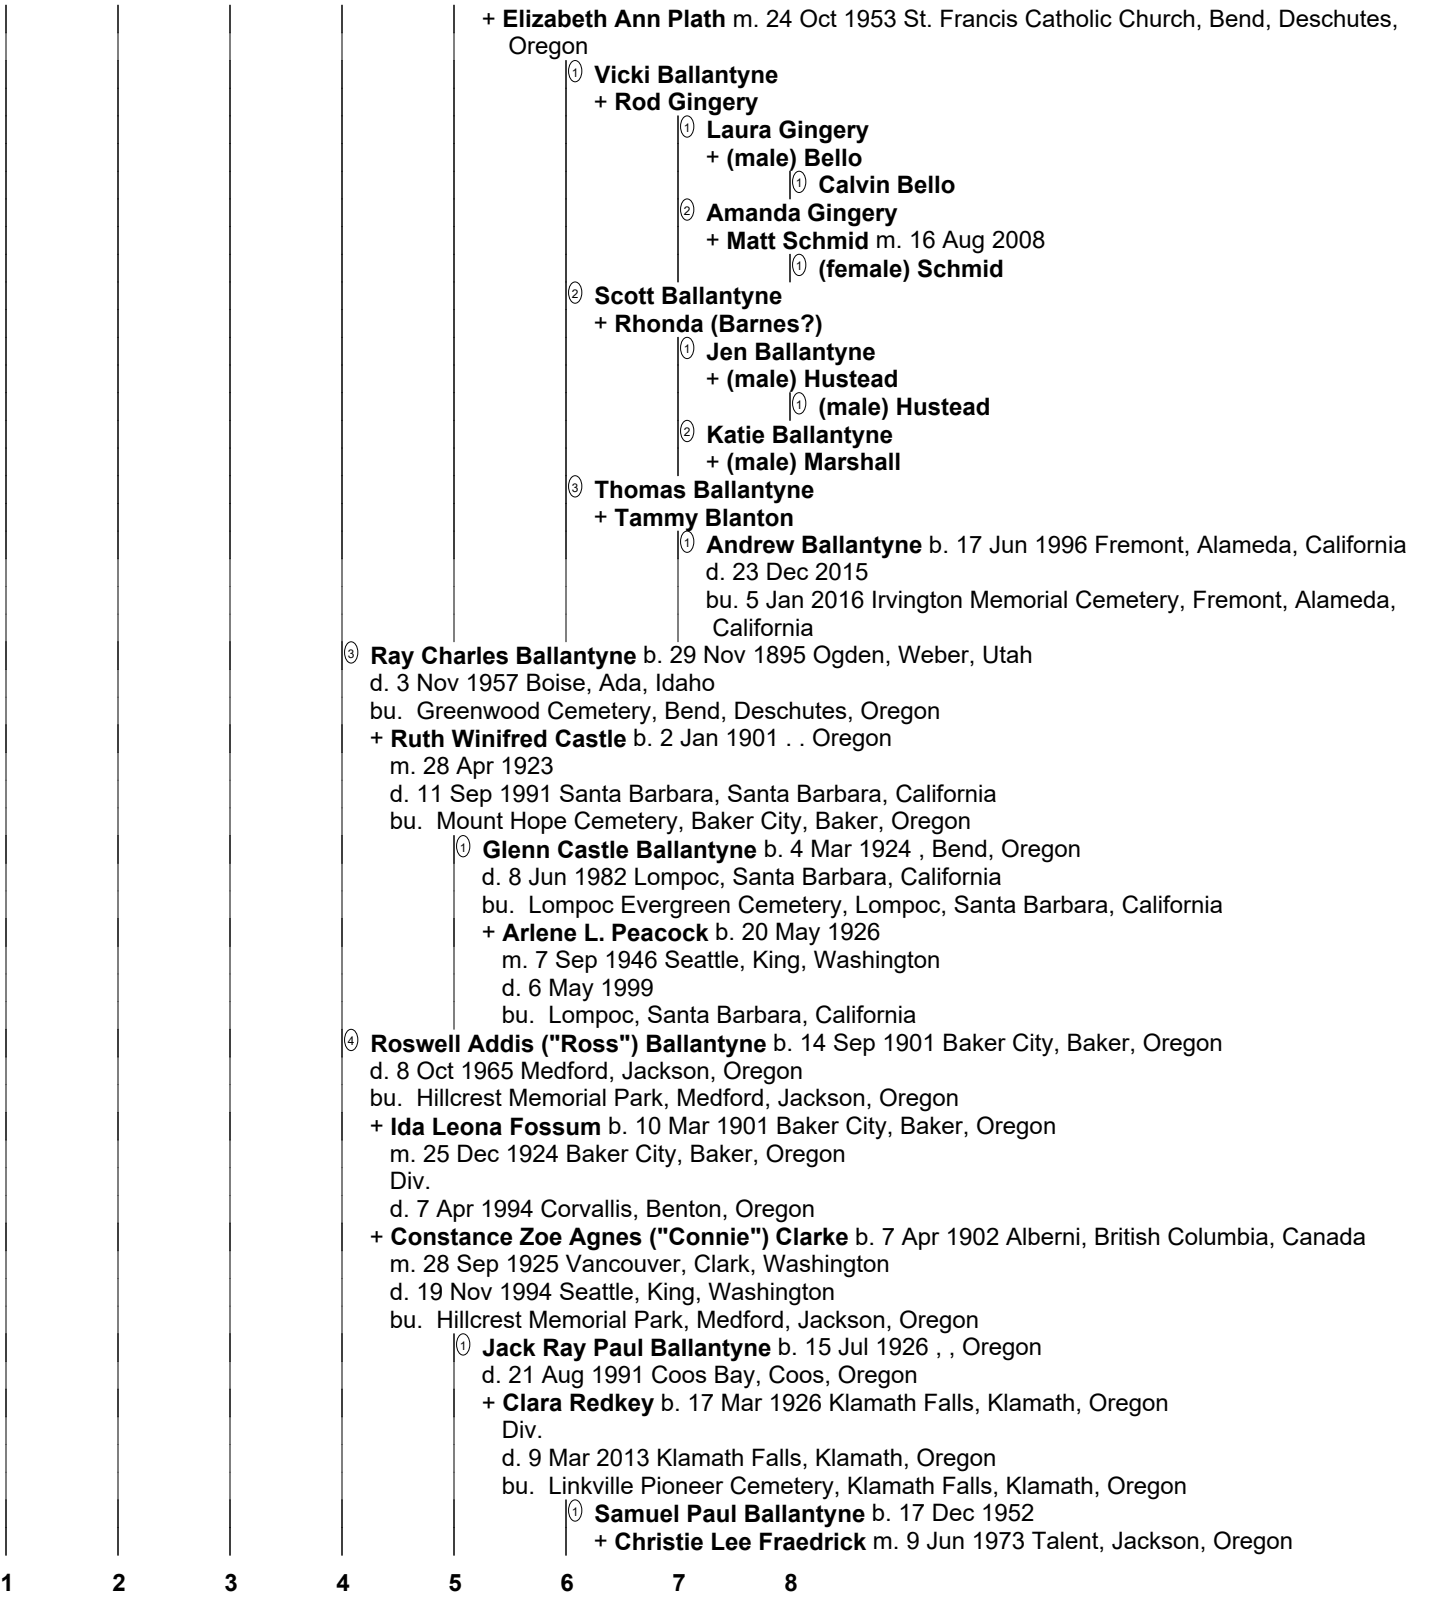 + Elizabeth Ann Plath m. 24 Oct 1953 St. Francis Catholic Church, Bend, Deschutes,
Oregon
① Vicki Ballantyne
+ Rod Gingery
① Laura Gingery
+ (male) Bello
① Calvin Bello
② Amanda Gingery
+ Matt Schmid m. 16 Aug 2008
① (female) Schmid
② Scott Ballantyne
+ Rhonda (Barnes?)
① Jen Ballantyne
+ (male) Hustead
① (male) Hustead
② Katie Ballantyne
+ (male) Marshall
③ Thomas Ballantyne
+ Tammy Blanton
① Andrew Ballantyne b. 17 Jun 1996 Fremont, Alameda, California
d. 23 Dec 2015
bu. 5 Jan 2016 Irvington Memorial Cemetery, Fremont, Alameda,
California
③ Ray Charles Ballantyne b. 29 Nov 1895 Ogden, Weber, Utah
d. 3 Nov 1957 Boise, Ada, Idaho
bu. Greenwood Cemetery, Bend, Deschutes, Oregon
+ Ruth Winifred Castle b. 2 Jan 1901 . . Oregon
m. 28 Apr 1923
d. 11 Sep 1991 Santa Barbara, Santa Barbara, California
bu. Mount Hope Cemetery, Baker City, Baker, Oregon
① Glenn Castle Ballantyne b. 4 Mar 1924 , Bend, Oregon
d. 8 Jun 1982 Lompoc, Santa Barbara, California
bu. Lompoc Evergreen Cemetery, Lompoc, Santa Barbara, California
+ Arlene L. Peacock b. 20 May 1926
m. 7 Sep 1946 Seattle, King, Washington
d. 6 May 1999
bu. Lompoc, Santa Barbara, California
④ Roswell Addis ("Ross") Ballantyne b. 14 Sep 1901 Baker City, Baker, Oregon
d. 8 Oct 1965 Medford, Jackson, Oregon
bu. Hillcrest Memorial Park, Medford, Jackson, Oregon
+ Ida Leona Fossum b. 10 Mar 1901 Baker City, Baker, Oregon
m. 25 Dec 1924 Baker City, Baker, Oregon
Div.
d. 7 Apr 1994 Corvallis, Benton, Oregon
+ Constance Zoe Agnes ("Connie") Clarke b. 7 Apr 1902 Alberni, British Columbia, Canada
m. 28 Sep 1925 Vancouver, Clark, Washington
d. 19 Nov 1994 Seattle, King, Washington
bu. Hillcrest Memorial Park, Medford, Jackson, Oregon
① Jack Ray Paul Ballantyne b. 15 Jul 1926 , , Oregon
d. 21 Aug 1991 Coos Bay, Coos, Oregon
+ Clara Redkey b. 17 Mar 1926 Klamath Falls, Klamath, Oregon
Div.
d. 9 Mar 2013 Klamath Falls, Klamath, Oregon
bu. Linkville Pioneer Cemetery, Klamath Falls, Klamath, Oregon
① Samuel Paul Ballantyne b. 17 Dec 1952
+ Christie Lee Fraedrick m. 9 Jun 1973 Talent, Jackson, Oregon
1 2 3 4 5 6 7 8